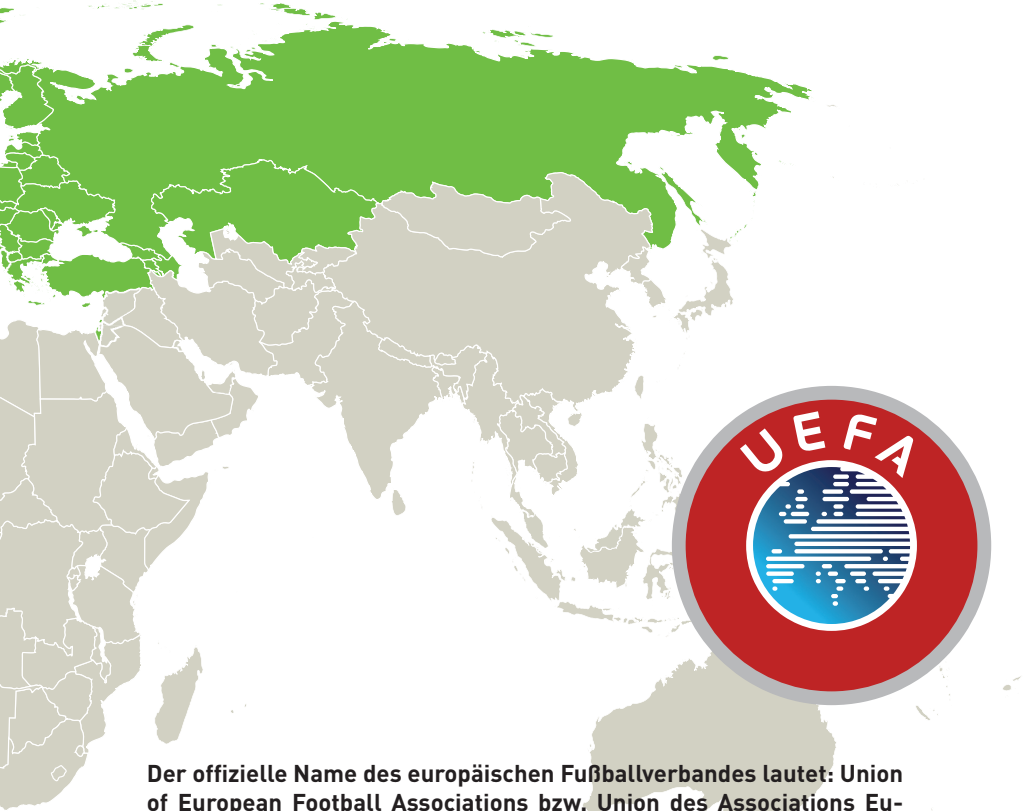 UEFA
Der offizielle Name des europäischen Fußballverbandes lautet: Union
of European Football Associations bzw. Union des Associations Eu-